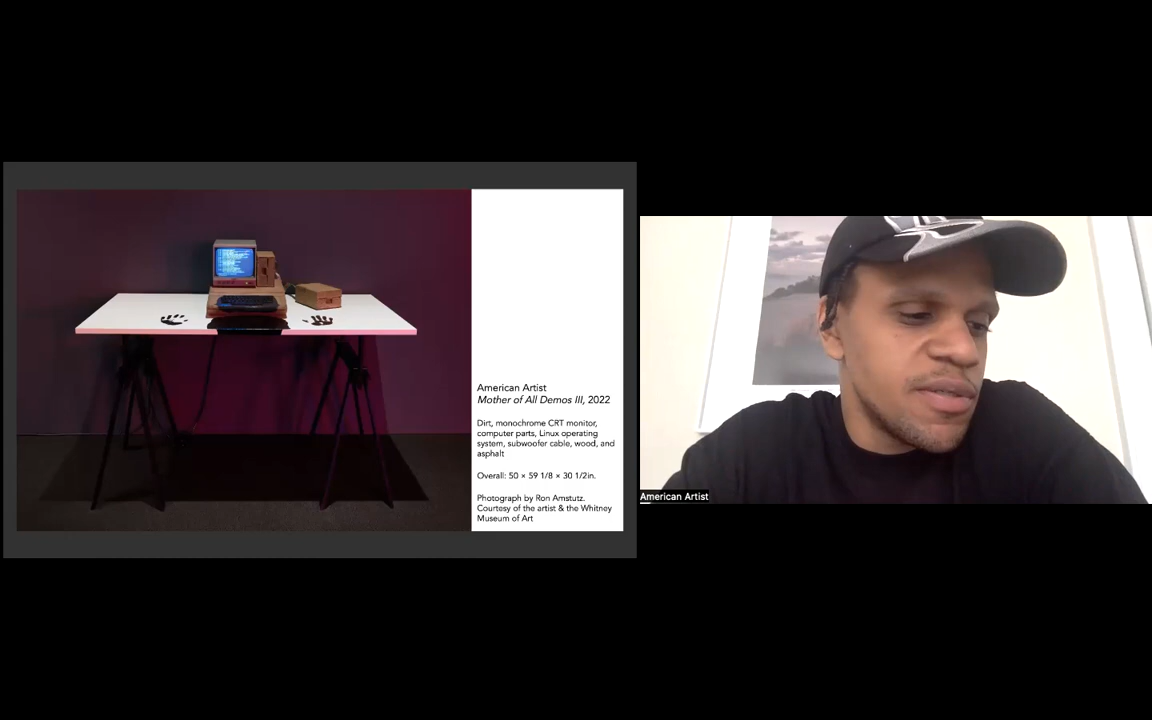 American Artist
Mother of All Demos III, 2022
Dirt, monochrome CRT monitor,
computer parts, Linux operating
system, subwoofer cable, wood, and
asphalt
Overall: 50 × 59 1/8 × 30 1/2in.
Photograph by Ron Amstutz.
Courtesy of the artist & the Whitney
Museum of Art
American Artist